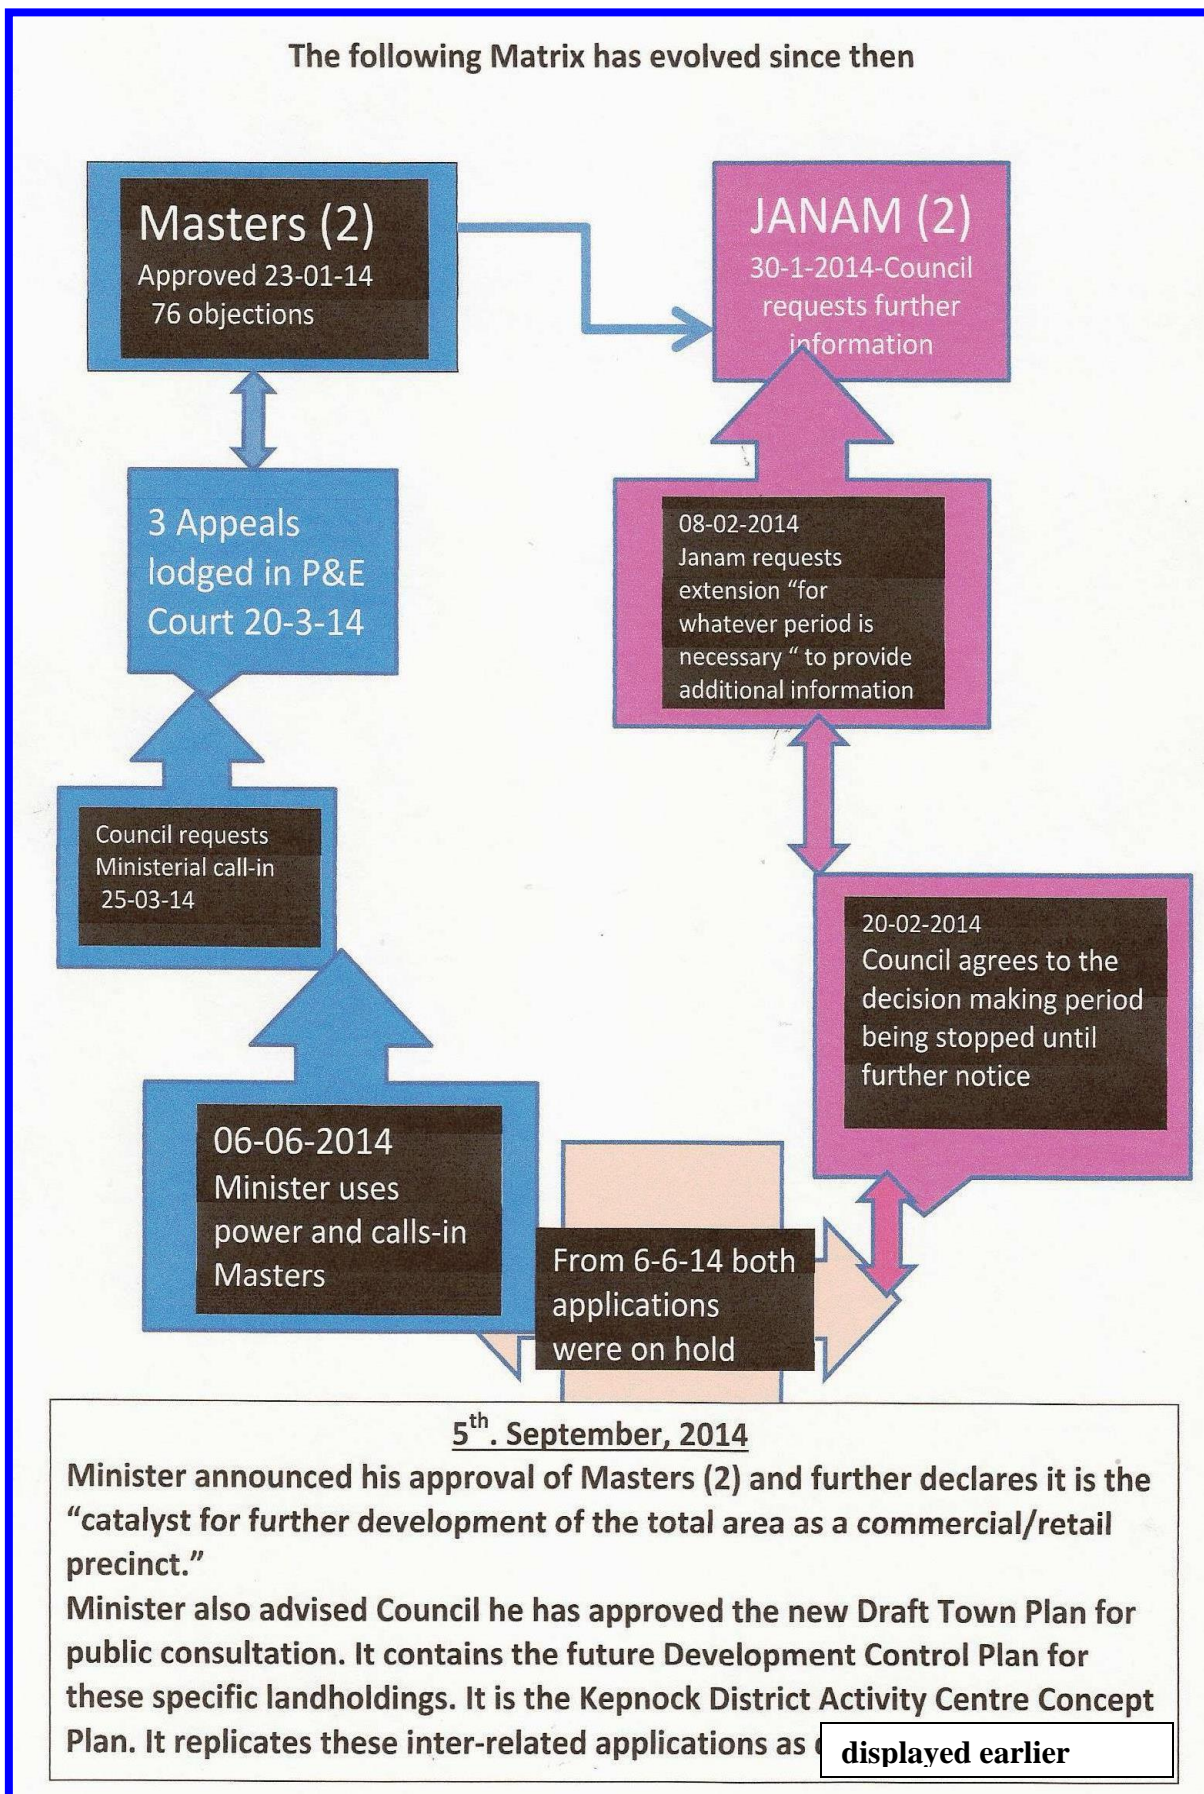 The following Matrix has evolved since then
Masters (2)
Approved 23-01-14
76 objections
JANAM (2)
30-1-2014-Council
requests further
information
3 Appeals
lodged in P&E
Court 20-3-14
08-02-2014
Janam requests
extension “for
whatever period is
necessary “ to provide
additional information
Council requests
Ministerial call-in
25-03-14
20-02-2014
Council agrees to the
decision making period
being stopped until
further notice
06-06-2014
Minister uses
power and calls-in
Masters
From 6-6-14 both
applications
were on hold
5th. September, 2014
Minister announced his approval of Masters (2) and further declares it is the
“catalyst for further development of the total area as a commercial/retail
precinct.”
Minister also advised Council he has approved the new Draft Town Plan for
public consultation. It contains the future Development Control Plan for
these specific landholdings. It is the Kepnock District Activity Centre Concept
Plan. It replicates these inter-related applications as displayed earlier